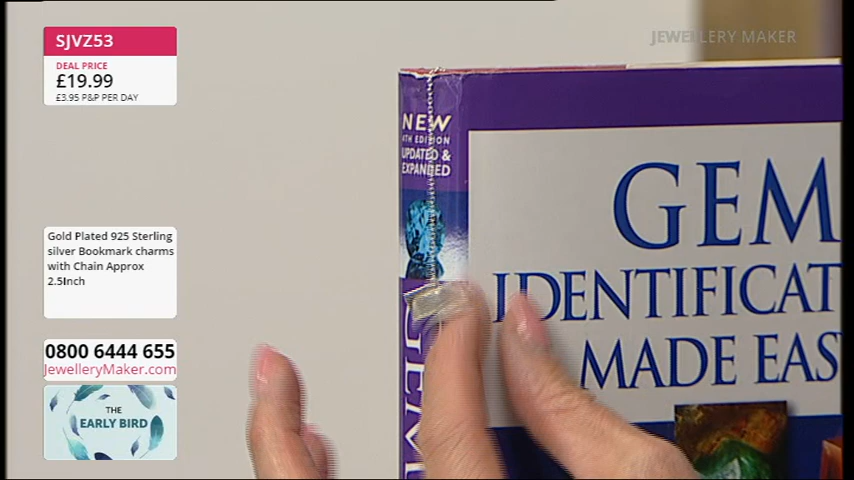 SJVZ53
DEAL PRICE
£19.99
£3.95 P&P PER DAY
JEWELLERY MAKER
Gold Plated 925 Sterling
silver Bookmark charms
with Chain Approx
2.5Inch
0800 6444 655
JewelleryMaker.com
THE
EARLY BIRD
NEW
4TH EDITION
UPDATED &
EXPANDED
GEM
GEM
IDENTIFICAT
MADE EAS